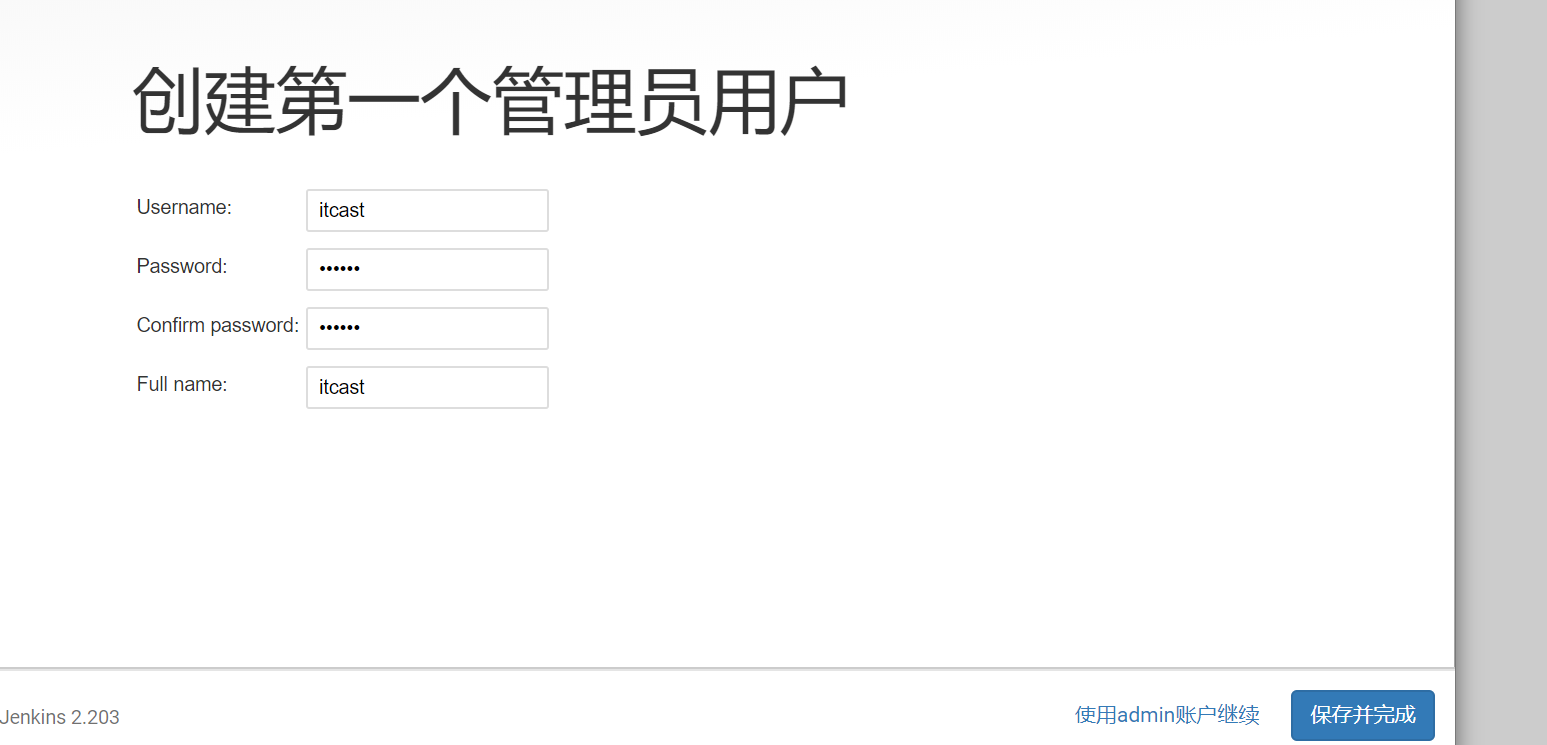 创建第一个管理员用户
Username: itcast
Password: ••••••
Confirm password: ••••••
Full name: itcast
Jenkins 2.203 使用admin账户继续 保存并完成